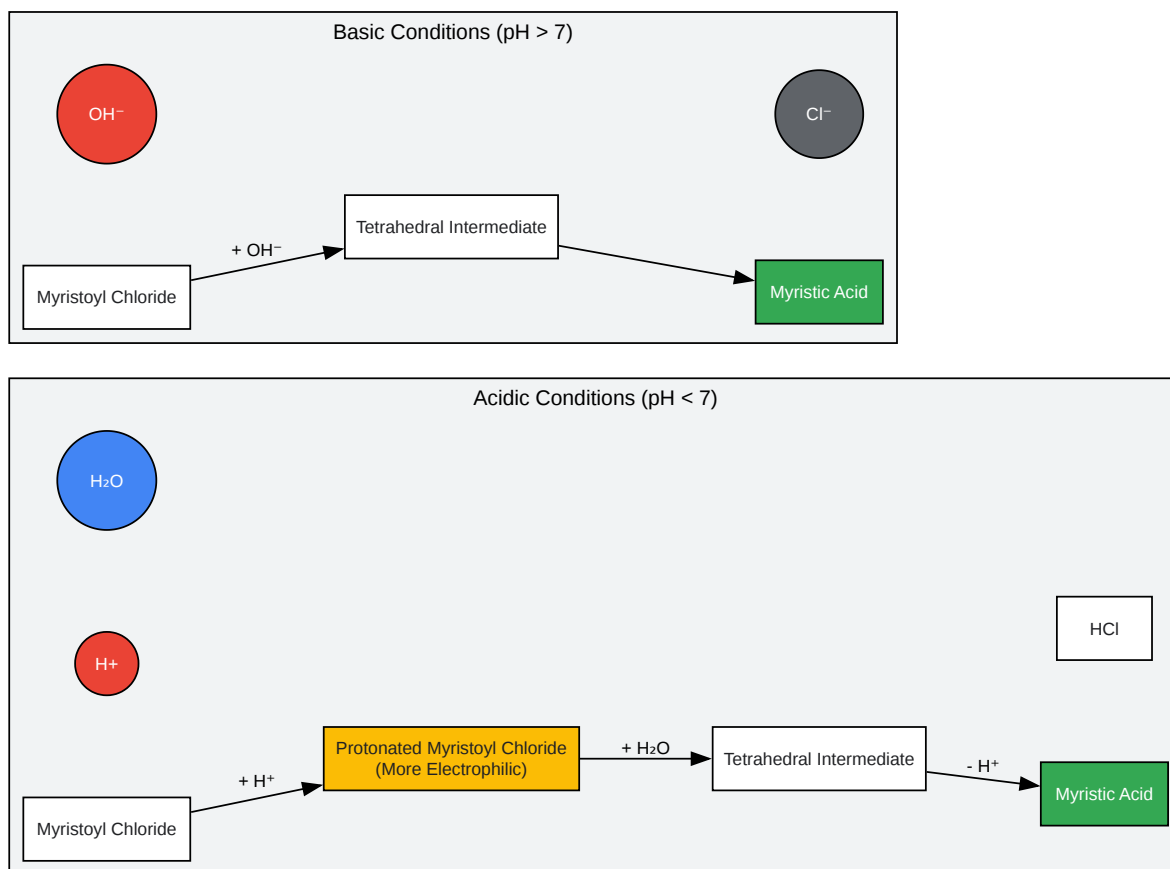 Basic Conditions (pH > 7)
OH⁻
Cl⁻
Tetrahedral Intermediate
+ OH⁻
Myristoyl Chloride
Myristic Acid
Acidic Conditions (pH < 7)
H₂O
HCl
H+
Protonated Myristoyl Chloride
(More Electrophilic)
+ H₂O
Tetrahedral Intermediate
- H⁺
+ H⁺
Myristic Acid
Myristoyl Chloride